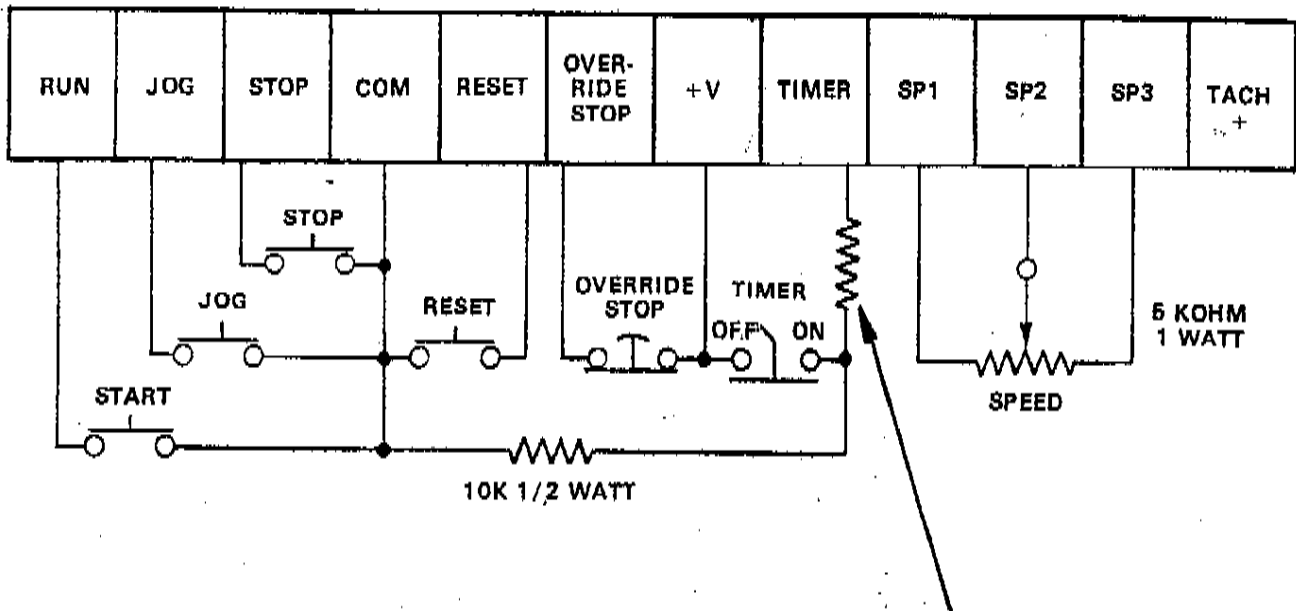 RUN
JOG
STOP
COM
RESET
OVER-
RIDE
STOP
+V
TIMER
SP1
SP2
SP3
TACH
+
STOP
JOG
RESET
OVERRIDE
STOP
TIMER
OFF
ON
5 KOHM
1 WATT
START
SPEED
10K 1/2 WATT